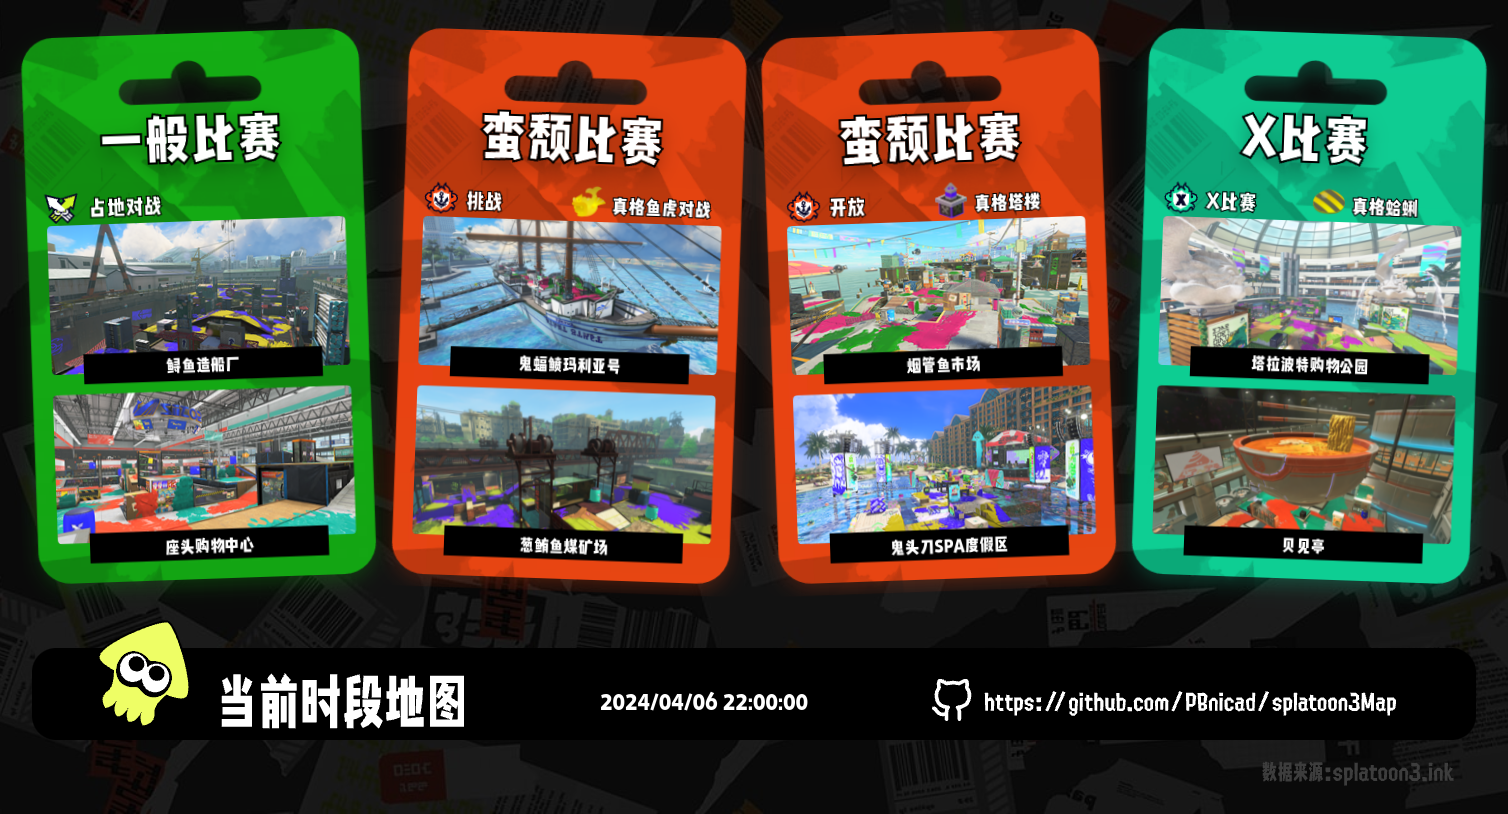 一般比赛
占地对战
鲟鱼造船厂
座头购物中心
蛮颓比赛
挑战
真格鱼虎对战
鬼蝠鲼玛利亚号
葱鲔鱼煤矿场
蛮颓比赛
开放
真格塔楼
烟管鱼市场
鬼头刀SPA度假区
X比赛
X比赛
真格蛤蜊
塔拉波特购物公园
贝见亭
当前时段地图
2024/04/06 22:00:00
https://github.com/PBnicad/splatoon3Map
数据来源:splatoon3.ink